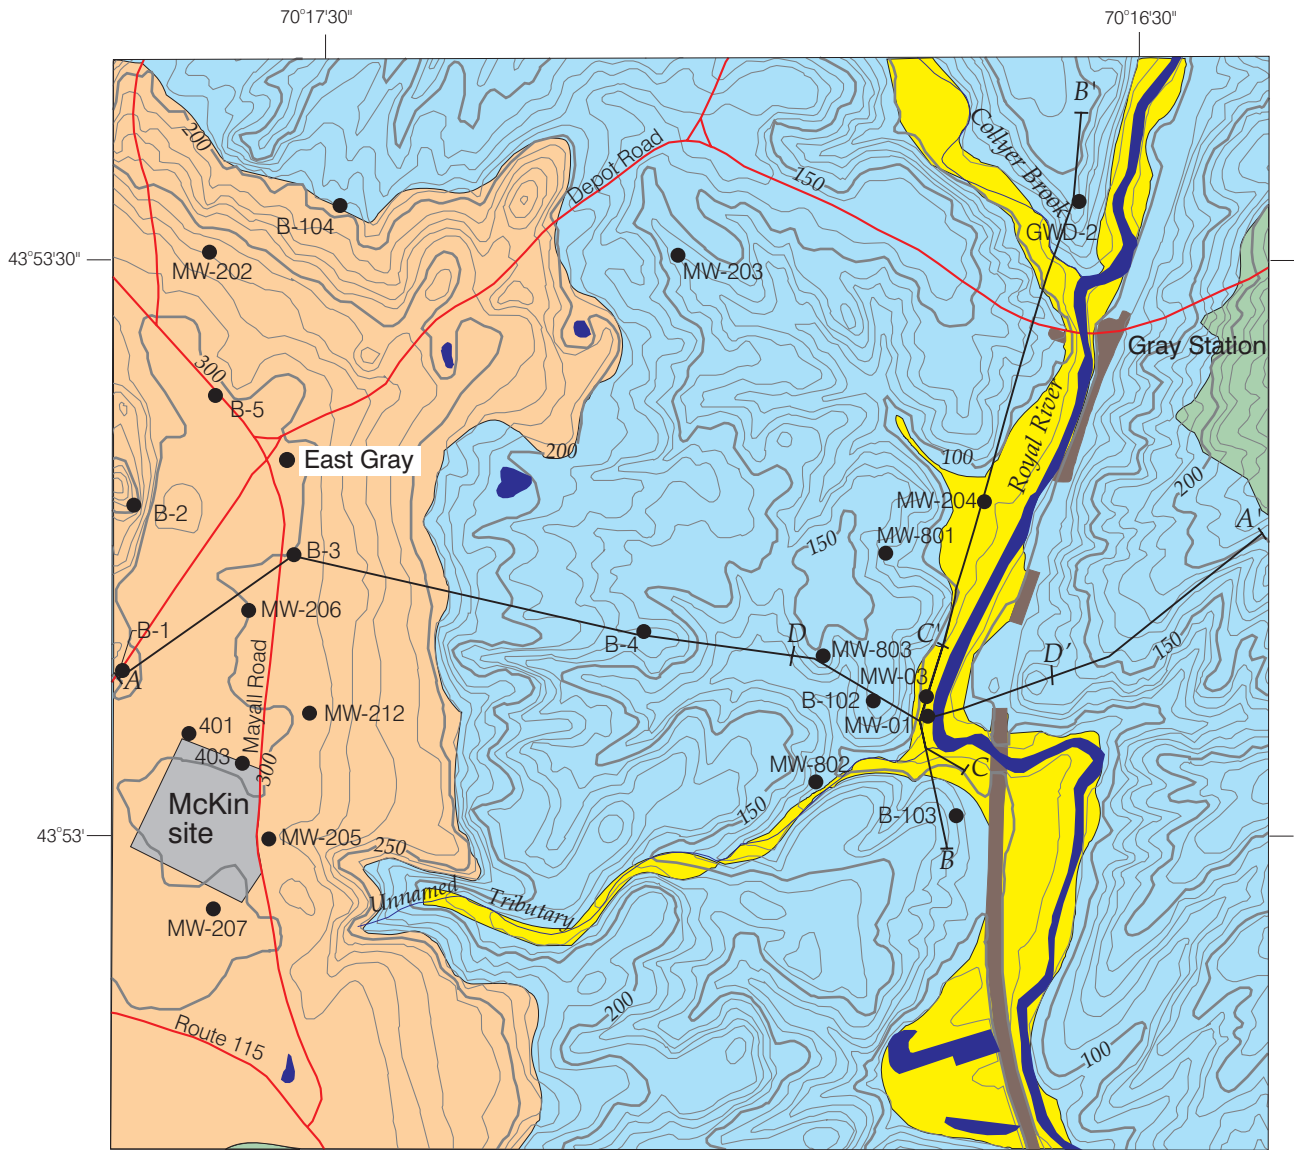 70°17'30"
70°16'30"
B'
200
Collyer Brook
Depot Road
150
B-104
GWD-2
43°53'30"
MW-202
MW-203
Gray Station
300
B-5
Royal River
200
East Gray
100
200
MW-204
B-2
A'
MW-801
150
B-3
MW-206
B-1
D
C'
B-4
MW-803
D'
150
A
MW-03
Mayall Road
B-102
MW-212
MW-01
401
403
300
MW-802
C
McKin
site
150
B-103
43°53'
MW-205
250
B
Unnamed Tributary
MW-207
200
Route 115
100